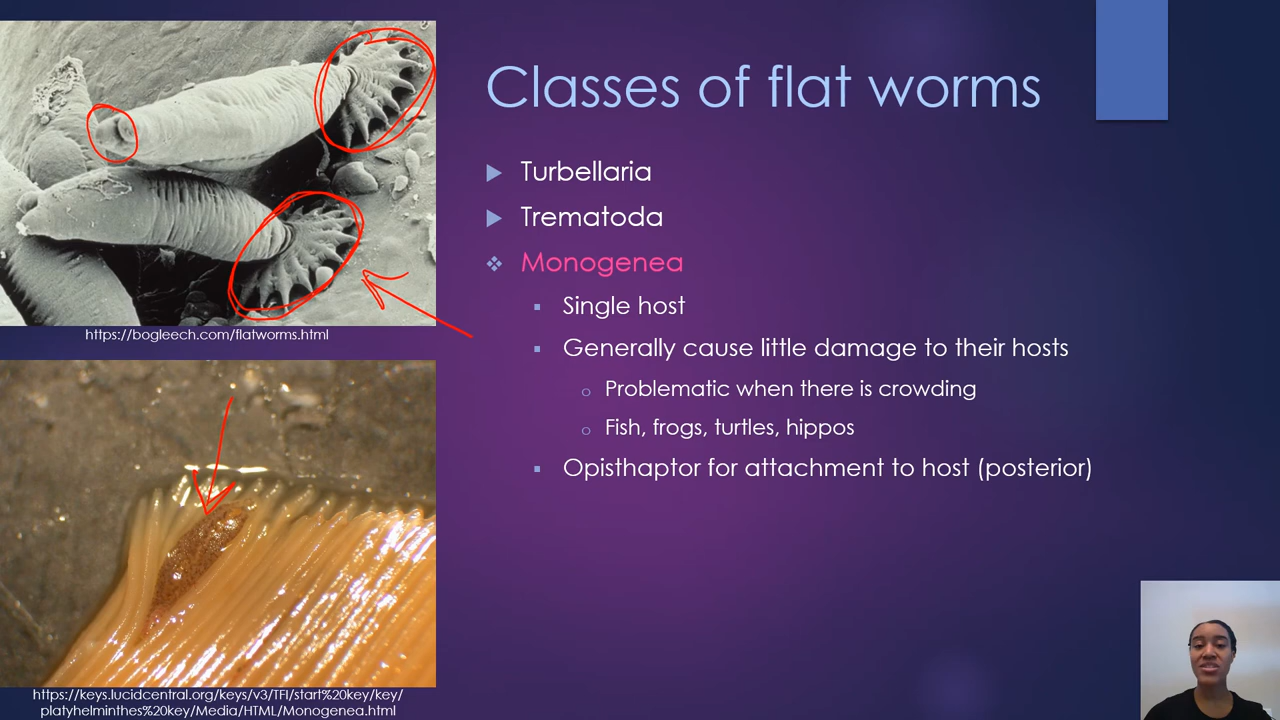 Classes of flat worms
Turbellaria
Trematoda
Monogenea
Single host
Generally cause little damage to their hosts
Problematic when there is crowding
Fish, frogs, turtles, hippos
Opisthaptor for attachment to host (posterior)
https://bogleech.com/flatworms.html
https://keys.lucidcentral.org/keys/v3/TFI/start%20key/key/
platyhelminthes%20key/Media/HTML/Monogenea.html